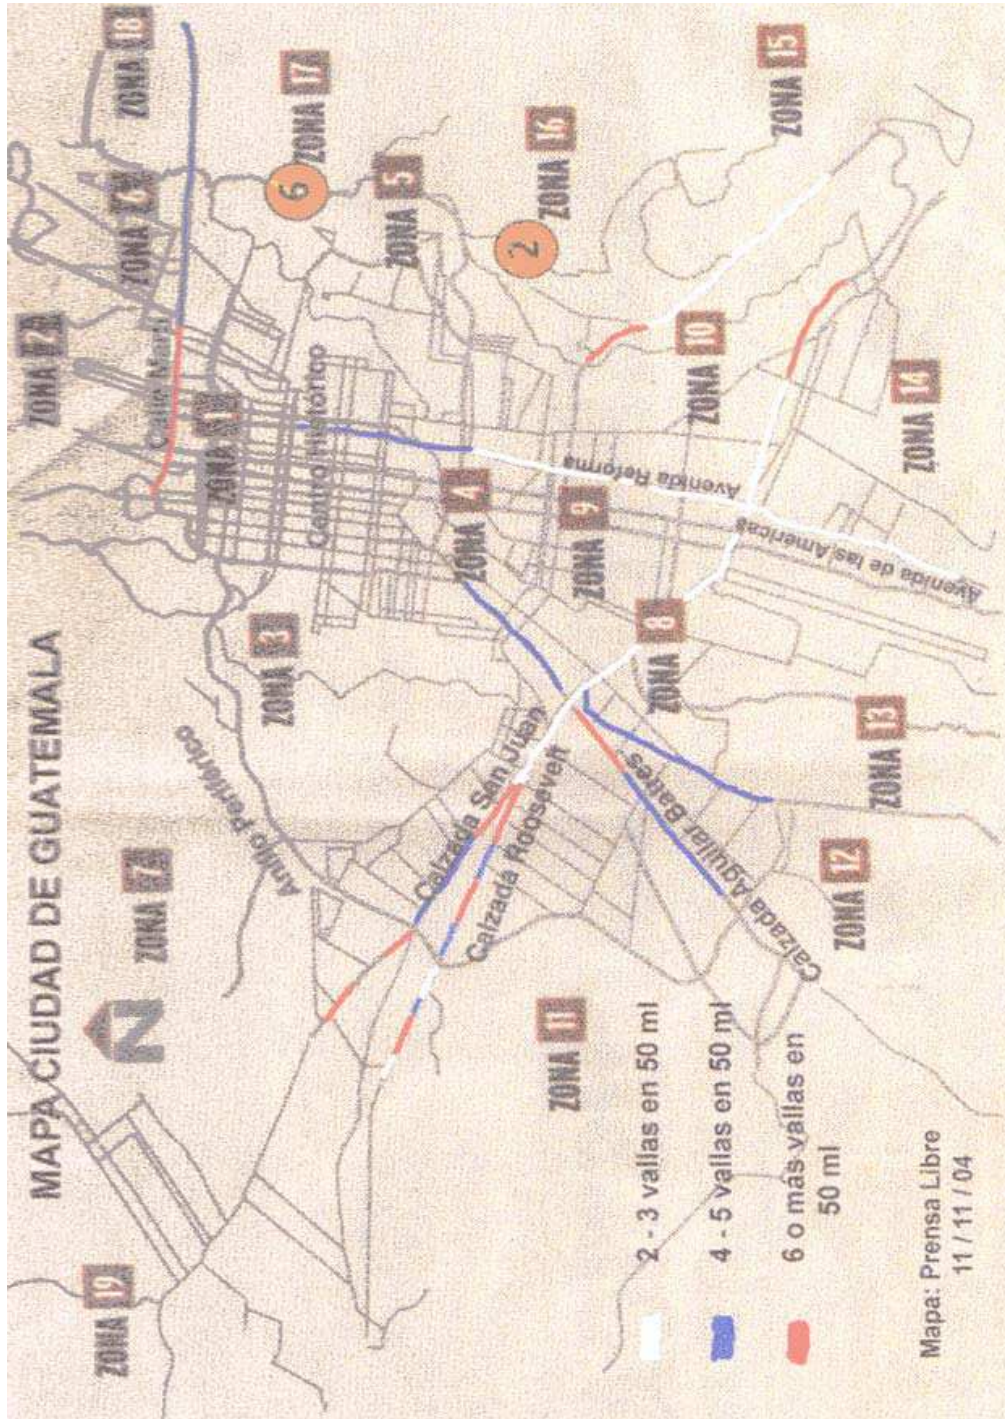 MAPA CIUDAD DE GUATEMALA
N
ZONA 19
ZONA 7
ZONA 2
ZONA 6
ZONA 18
Calle Martí
ZONA 1
Anillo Periférico
ZONA 3
Centro Histórico
6
ZONA 17
ZONA 4
ZONA 5
2
ZONA 16
Calzada San Juan
Calzada Roosevelt
ZONA 9
ZONA 11
ZONA 8
ZONA 10
Avenida Reforma
ZONA 15
Calzada Aguilar Batres
Avenida de las Americas
ZONA 12
ZONA 13
ZONA 14
2 - 3 vallas en 50 ml
4 - 5 vallas en 50 ml
6 o más vallas en
50 ml
Mapa: Prensa Libre
11 / 11 / 04